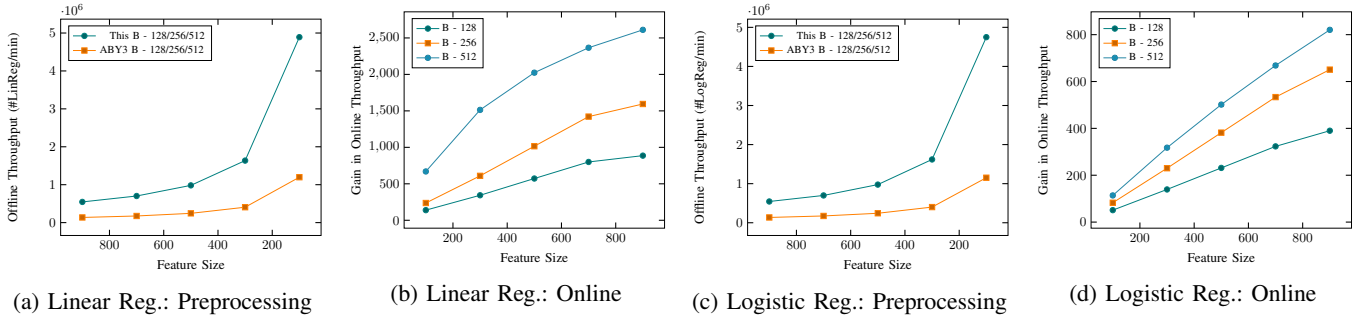 ·10⁶
5
4
3
2
1
0
800
600
400
200
Offline Throughput (#LinReg/min)
Feature Size
This B - 128/256/512
ABY3 B - 128/256/512
(a) Linear Reg.: Preprocessing
2,500
2,000
1,500
1,000
500
0
200
400
600
800
Gain in Online Throughput
Feature Size
B - 128
B - 256
B - 512
(b) Linear Reg.: Online
·10⁶
5
4
3
2
1
0
800
600
400
200
Offline Throughput (#LogReg/min)
Feature Size
This B - 128/256/512
ABY3 B - 128/256/512
(c) Logistic Reg.: Preprocessing
800
600
400
200
0
200
400
600
800
Gain in Online Throughput
Feature Size
B - 128
B - 256
B - 512
(d) Logistic Reg.: Online